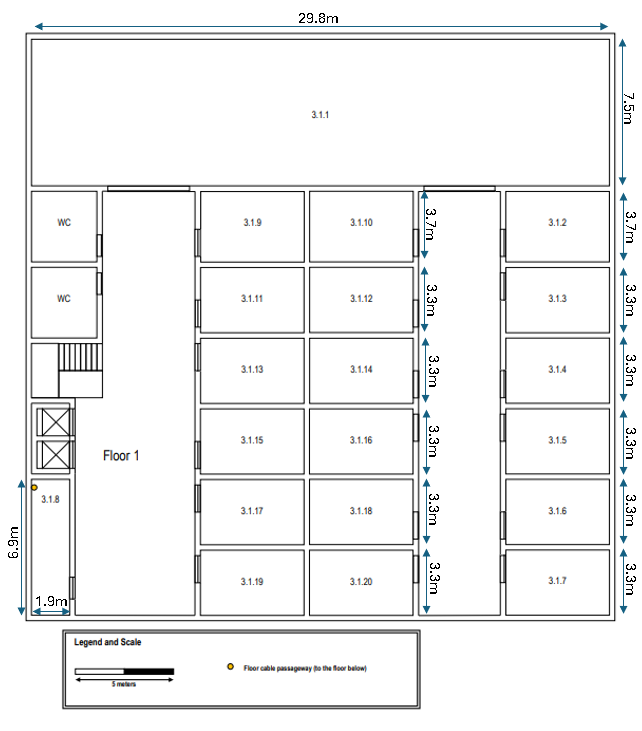 29.8m
3.1.1
7.5m
WC
3.1.9
3.1.10
3.7m
3.1.2
3.7m
WC
3.1.11
3.1.12
3.3m
3.1.3
3.3m
3.1.13
3.1.14
3.3m
3.1.4
3.3m
Floor 1
3.1.15
3.1.16
3.3m
3.1.5
3.3m
3.1.8
6.9m
3.1.17
3.1.18
3.3m
3.1.6
3.3m
1.9m
3.1.19
3.1.20
3.3m
3.1.7
3.3m
Legend and Scale
5 meters
Floor cable passageway (to the floor below)